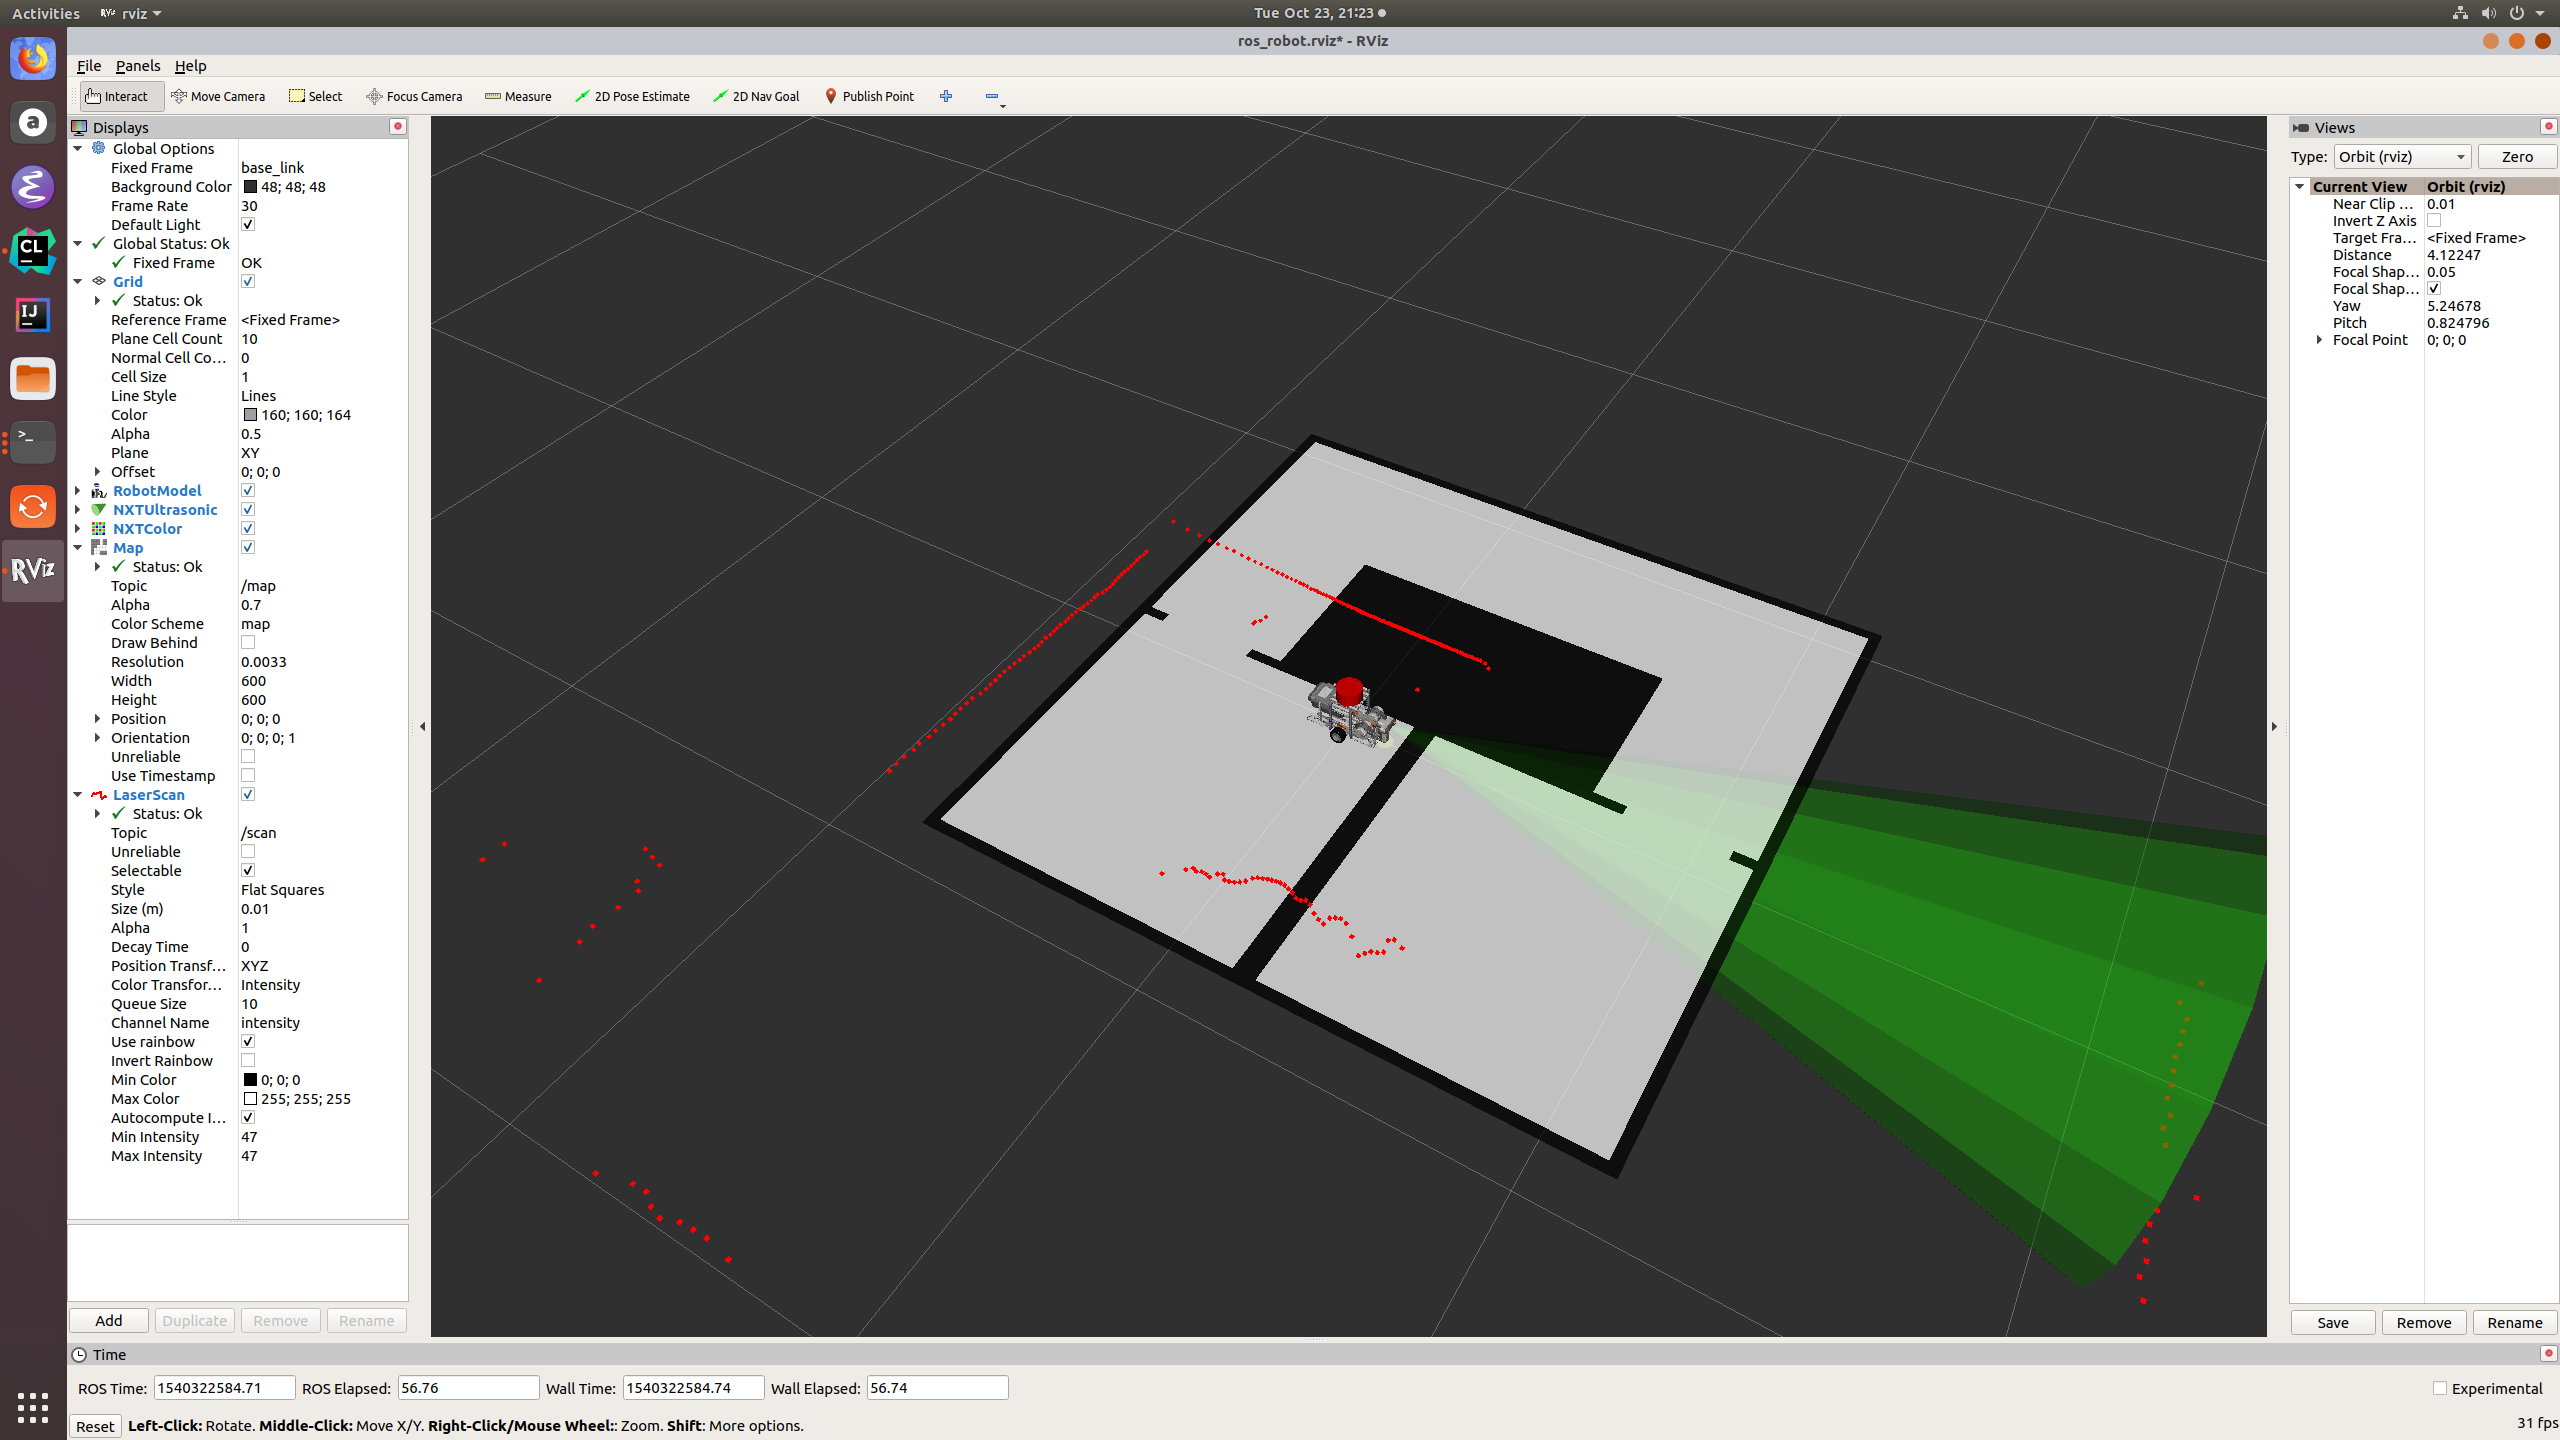 Activities rviz Tue Oct 23, 21:23
ros_robot.rviz* - RViz
File Panels Help
Interact Move Camera Select Focus Camera Measure 2D Pose Estimate 2D Nav Goal Publish Point
Displays
Global Options
Fixed Frame base_link
Background Color 48; 48; 48
Frame Rate 30
Default Light
Global Status: Ok
Fixed Frame OK
Grid
Status: Ok
Reference Frame <Fixed Frame>
Plane Cell Count 10
Normal Cell Co... 0
Cell Size 1
Line Style Lines
Color 160; 160; 164
Alpha 0.5
Plane XY
Offset 0; 0; 0
RobotModel
NXTUltrasonic
NXTColor
Map
Status: Ok
Topic /map
Alpha 0.7
Color Scheme map
Draw Behind
Resolution 0.0033
Width 600
Height 600
Position 0; 0; 0
Orientation 0; 0; 0; 1
Unreliable
Use Timestamp
LaserScan
Status: Ok
Topic /scan
Unreliable
Selectable
Style Flat Squares
Size (m) 0.01
Alpha 1
Decay Time 0
Position Transf... XYZ
Color Transfor... Intensity
Queue Size 10
Channel Name intensity
Use rainbow
Invert Rainbow
Min Color 0; 0; 0
Max Color 255; 255; 255
Autocompute I...
Min Intensity 47
Max Intensity 47
Add Duplicate Remove Rename
Views
Type: Orbit (rviz) Zero
Current View Orbit (rviz)
Near Clip ... 0.01
Invert Z Axis
Target Fra... <Fixed Frame>
Distance 4.12247
Focal Shap... 0.05
Focal Shap...
Yaw 5.24678
Pitch 0.824796
Focal Point 0; 0; 0
Save Remove Rename
Time
ROS Time: 1540322584.71 ROS Elapsed: 56.76 Wall Time: 1540322584.74 Wall Elapsed: 56.74 Experimental
Reset Left-Click: Rotate. Middle-Click: Move X/Y. Right-Click/Mouse Wheel:: Zoom. Shift: More options. 31 fps
a
CL
IJ
>_
RViz